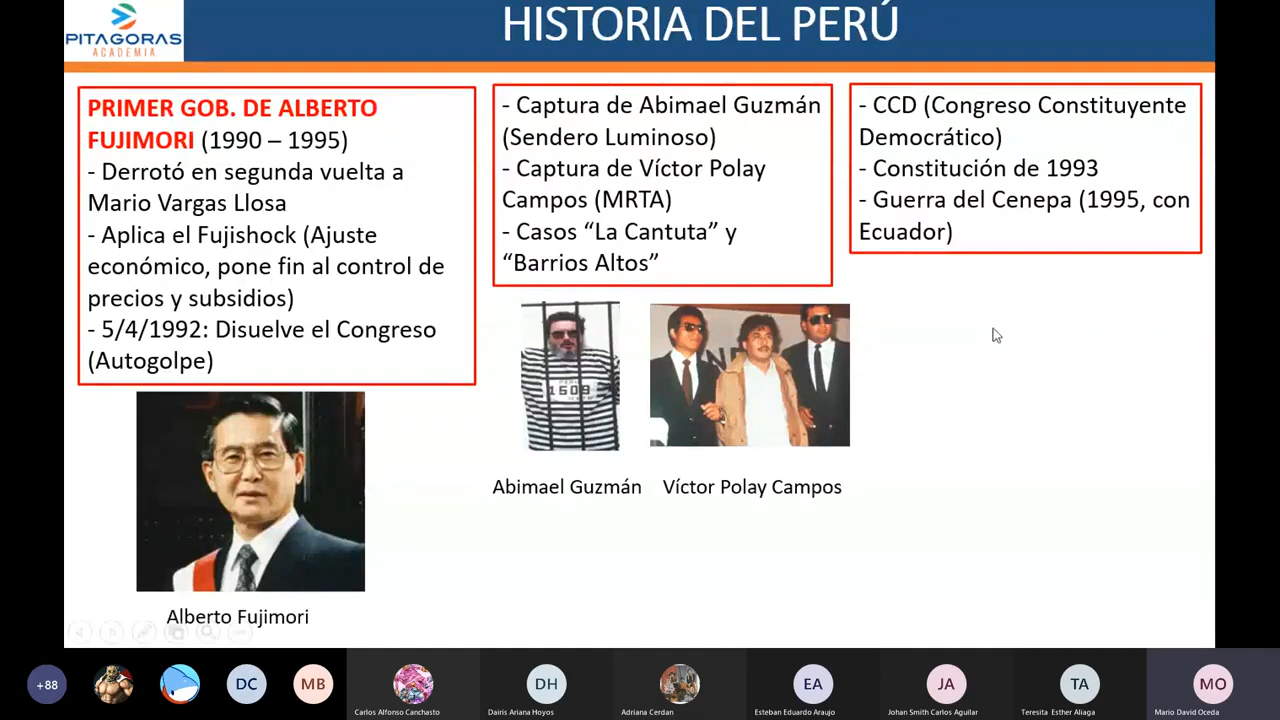 PITAGORAS
ACADEMIA
HISTORIA DEL PERÚ
PRIMER GOB. DE ALBERTO
FUJIMORI (1990 – 1995)
- Derrotó en segunda vuelta a
Mario Vargas Llosa
- Aplica el Fujishock (Ajuste
económico, pone fin al control de
precios y subsidios)
- 5/4/1992: Disuelve el Congreso
(Autogolpe)
Alberto Fujimori
- Captura de Abimael Guzmán
(Sendero Luminoso)
- Captura de Víctor Polay
Campos (MRTA)
- Casos “La Cantuta” y
“Barrios Altos”
1509
Abimael Guzmán
Víctor Polay Campos
- CCD (Congreso Constituyente
Democrático)
- Constitución de 1993
- Guerra del Cenepa (1995, con
Ecuador)
+88
DC
MB
DH
EA
JA
TA
MO
Carlos Alfonso Canchasto
Dairis Ariana Hoyos
Adriana Cerdan
Esteban Eduardo Araujo
Johan Smith Carlos Aguilar
Teresita Esther Aliaga
Mario David Oceda